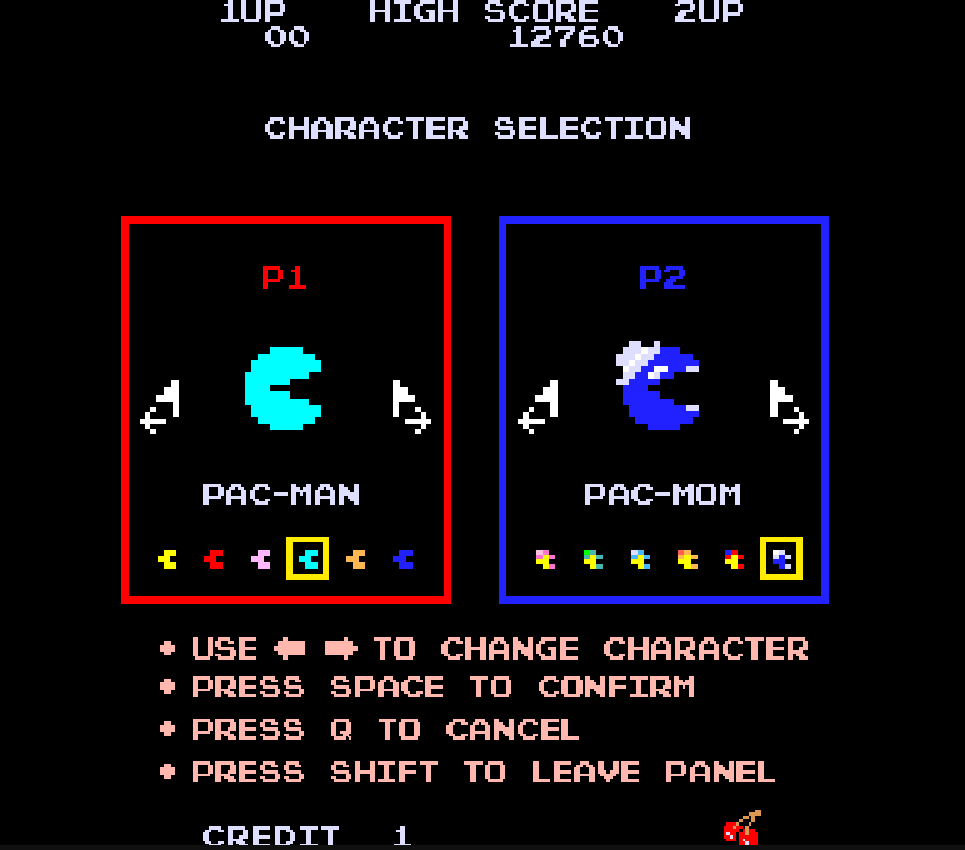 1UP HIGH SCORE 2UP
00 12760
CHARACTER SELECTION
P1 P2
PAC-MAN PAC-MOM
• USE ← → TO CHANGE CHARACTER
• PRESS SPACE TO CONFIRM
• PRESS Q TO CANCEL
• PRESS SHIFT TO LEAVE PANEL
CREDIT 1